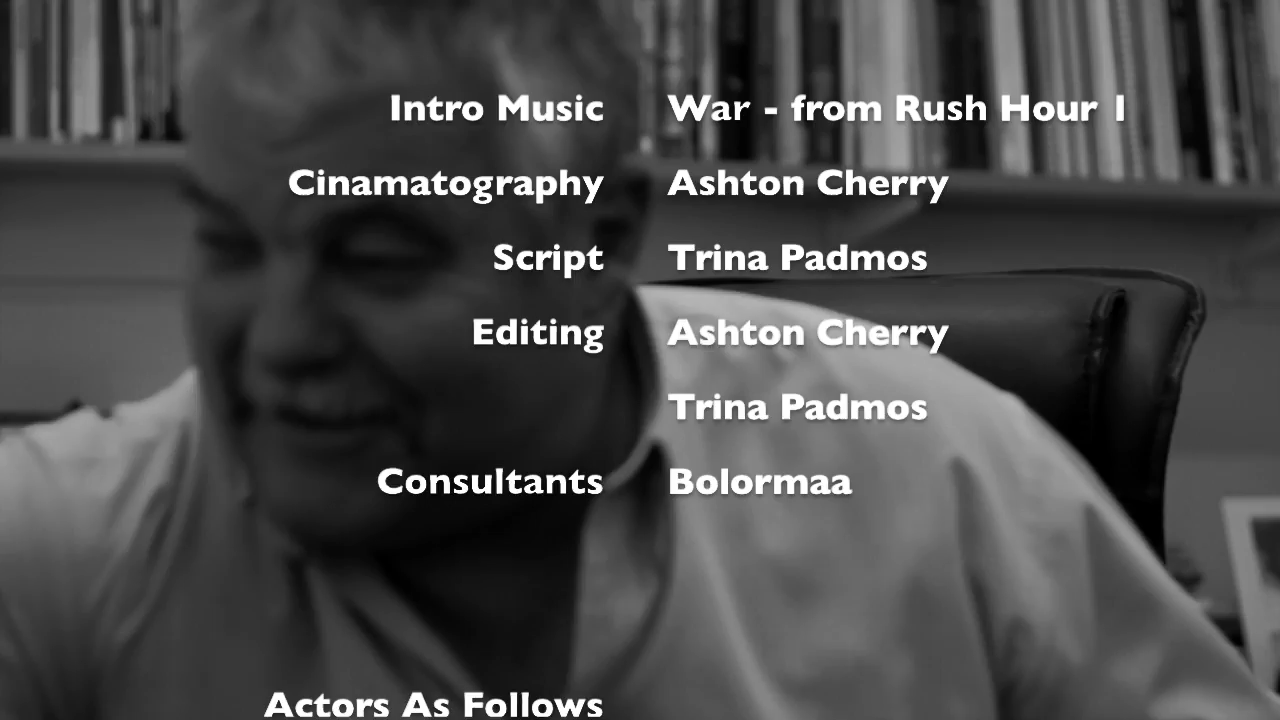 Intro Music War - from Rush Hour 1
Cinamatography Ashton Cherry
Script Trina Padmos
Editing Ashton Cherry
Trina Padmos
Consultants Bolormaa
Actors As Follows